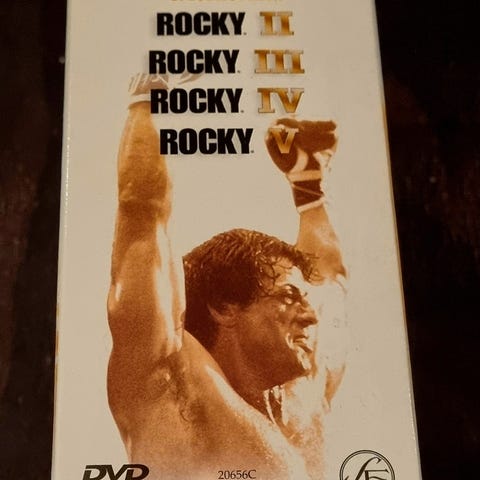 ROCKY II
ROCKY III
ROCKY IV
ROCKY V
DVD
20656C